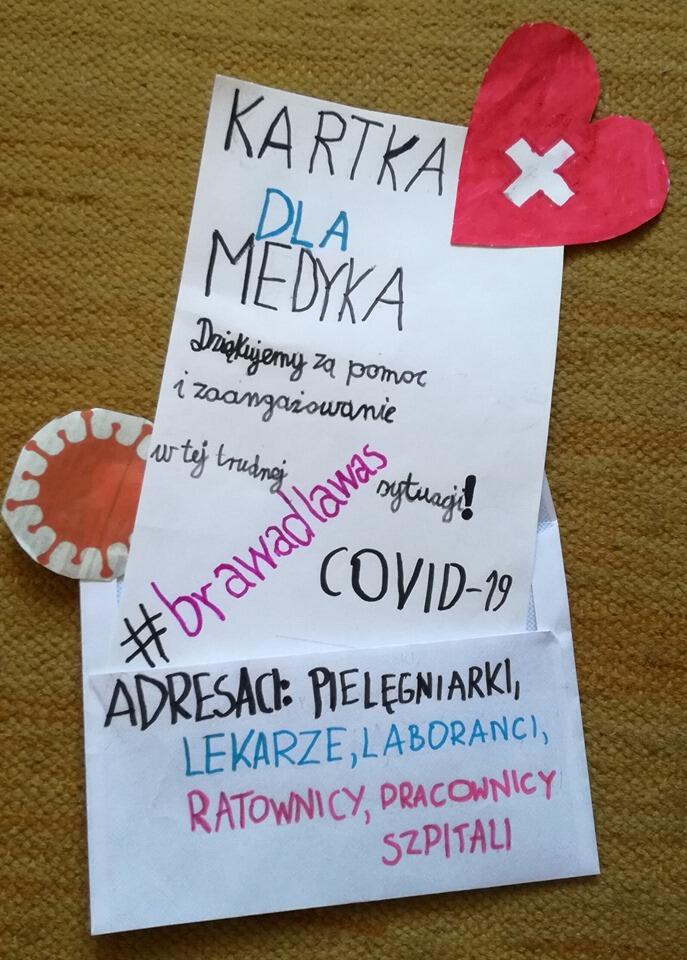 KARTKA
DLA
MEDYKA
Dziękujemy za pomoc
i zaangażowanie
w tej trudnej sytuacji!
#brawadlawas
COVID-19
ADRESACI: PIELĘGNIARKI,
LEKARZE, LABORANCI,
RATOWNICY, PRACOWNICY
SZPITALI